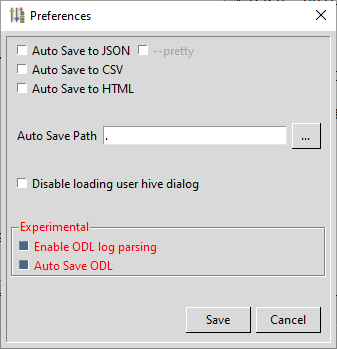 Preferences
Auto Save to JSON --pretty
Auto Save to CSV
Auto Save to HTML
Auto Save Path . ...
Disable loading user hive dialog
Experimental
Enable ODL log parsing
Auto Save ODL
Save Cancel